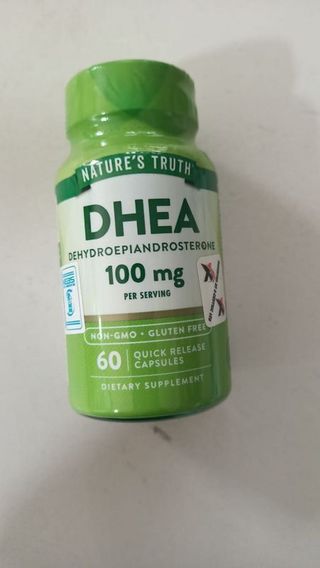 NATURE'S TRUTH
DHEA
DEHYDROEPIANDROSTERONE
100 mg
PER SERVING
NON-GMO • GLUTEN FREE
60
QUICK RELEASE
CAPSULES
DIETARY SUPPLEMENT